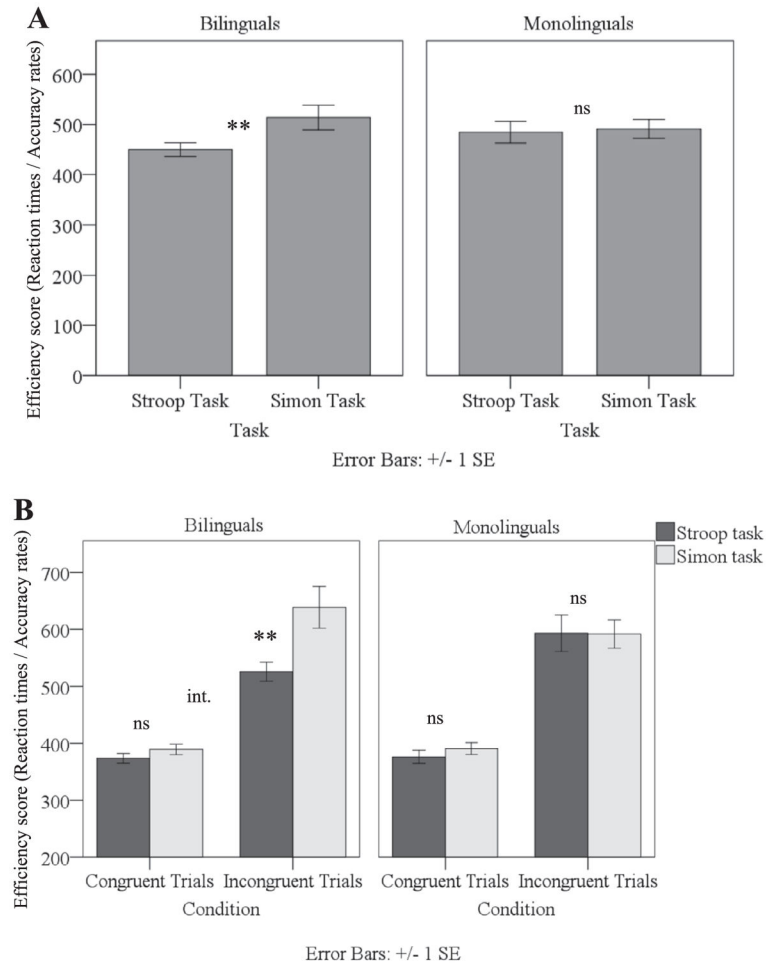 A
Bilinguals
Monolinguals
Efficiency score (Reaction times / Accuracy rates)
600
500
400
300
200
100
0
**
ns
Stroop Task
Simon Task
Stroop Task
Simon Task
Task
Task
Error Bars: +/- 1 SE
B
Bilinguals
Monolinguals
Stroop task
Simon task
Efficiency score (Reaction times / Accuracy rates)
700
600
500
400
300
200
ns
int.
**
ns
ns
Congruent Trials
Incongruent Trials
Congruent Trials
Incongruent Trials
Condition
Condition
Error Bars: +/- 1 SE